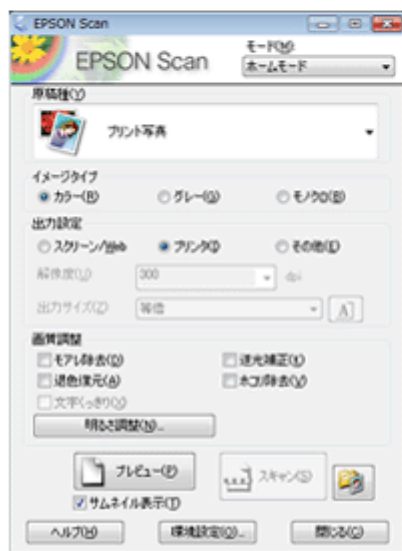 EPSON Scan
EPSON Scan
モード(M):
ホームモード
原稿種(Y)
プリント写真
イメージタイプ
カラー(R) グレー(G) モノクロ(B)
出力設定
スクリーン/Web プリンタ(I) その他(E)
解像度(U) 300 dpi
出力サイズ(Z) 等倍
画質調整
モアレ除去(D) 逆光補正(K)
退色復元(A) ホコリ除去(V)
文字くっきり(X)
明るさ調整(N)...
プレビュー(P) スキャン(S)
サムネイル表示(T)
ヘルプ(H) 環境設定(O)... 閉じる(C)